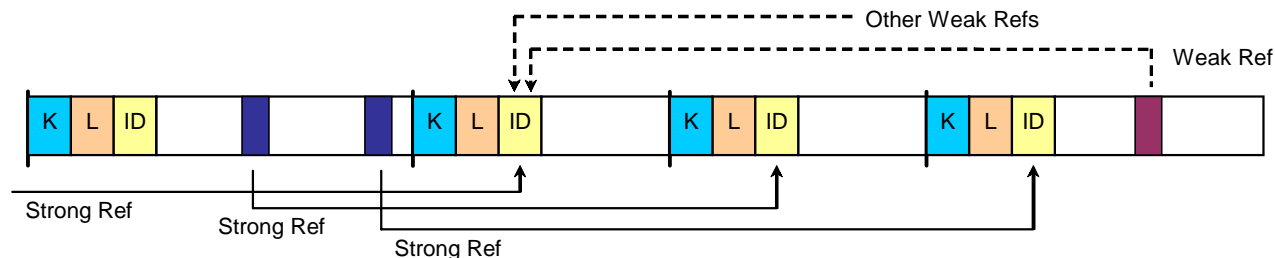 Other Weak Refs
Weak Ref
K L ID K L ID K L ID K L ID
Strong Ref
Strong Ref
Strong Ref